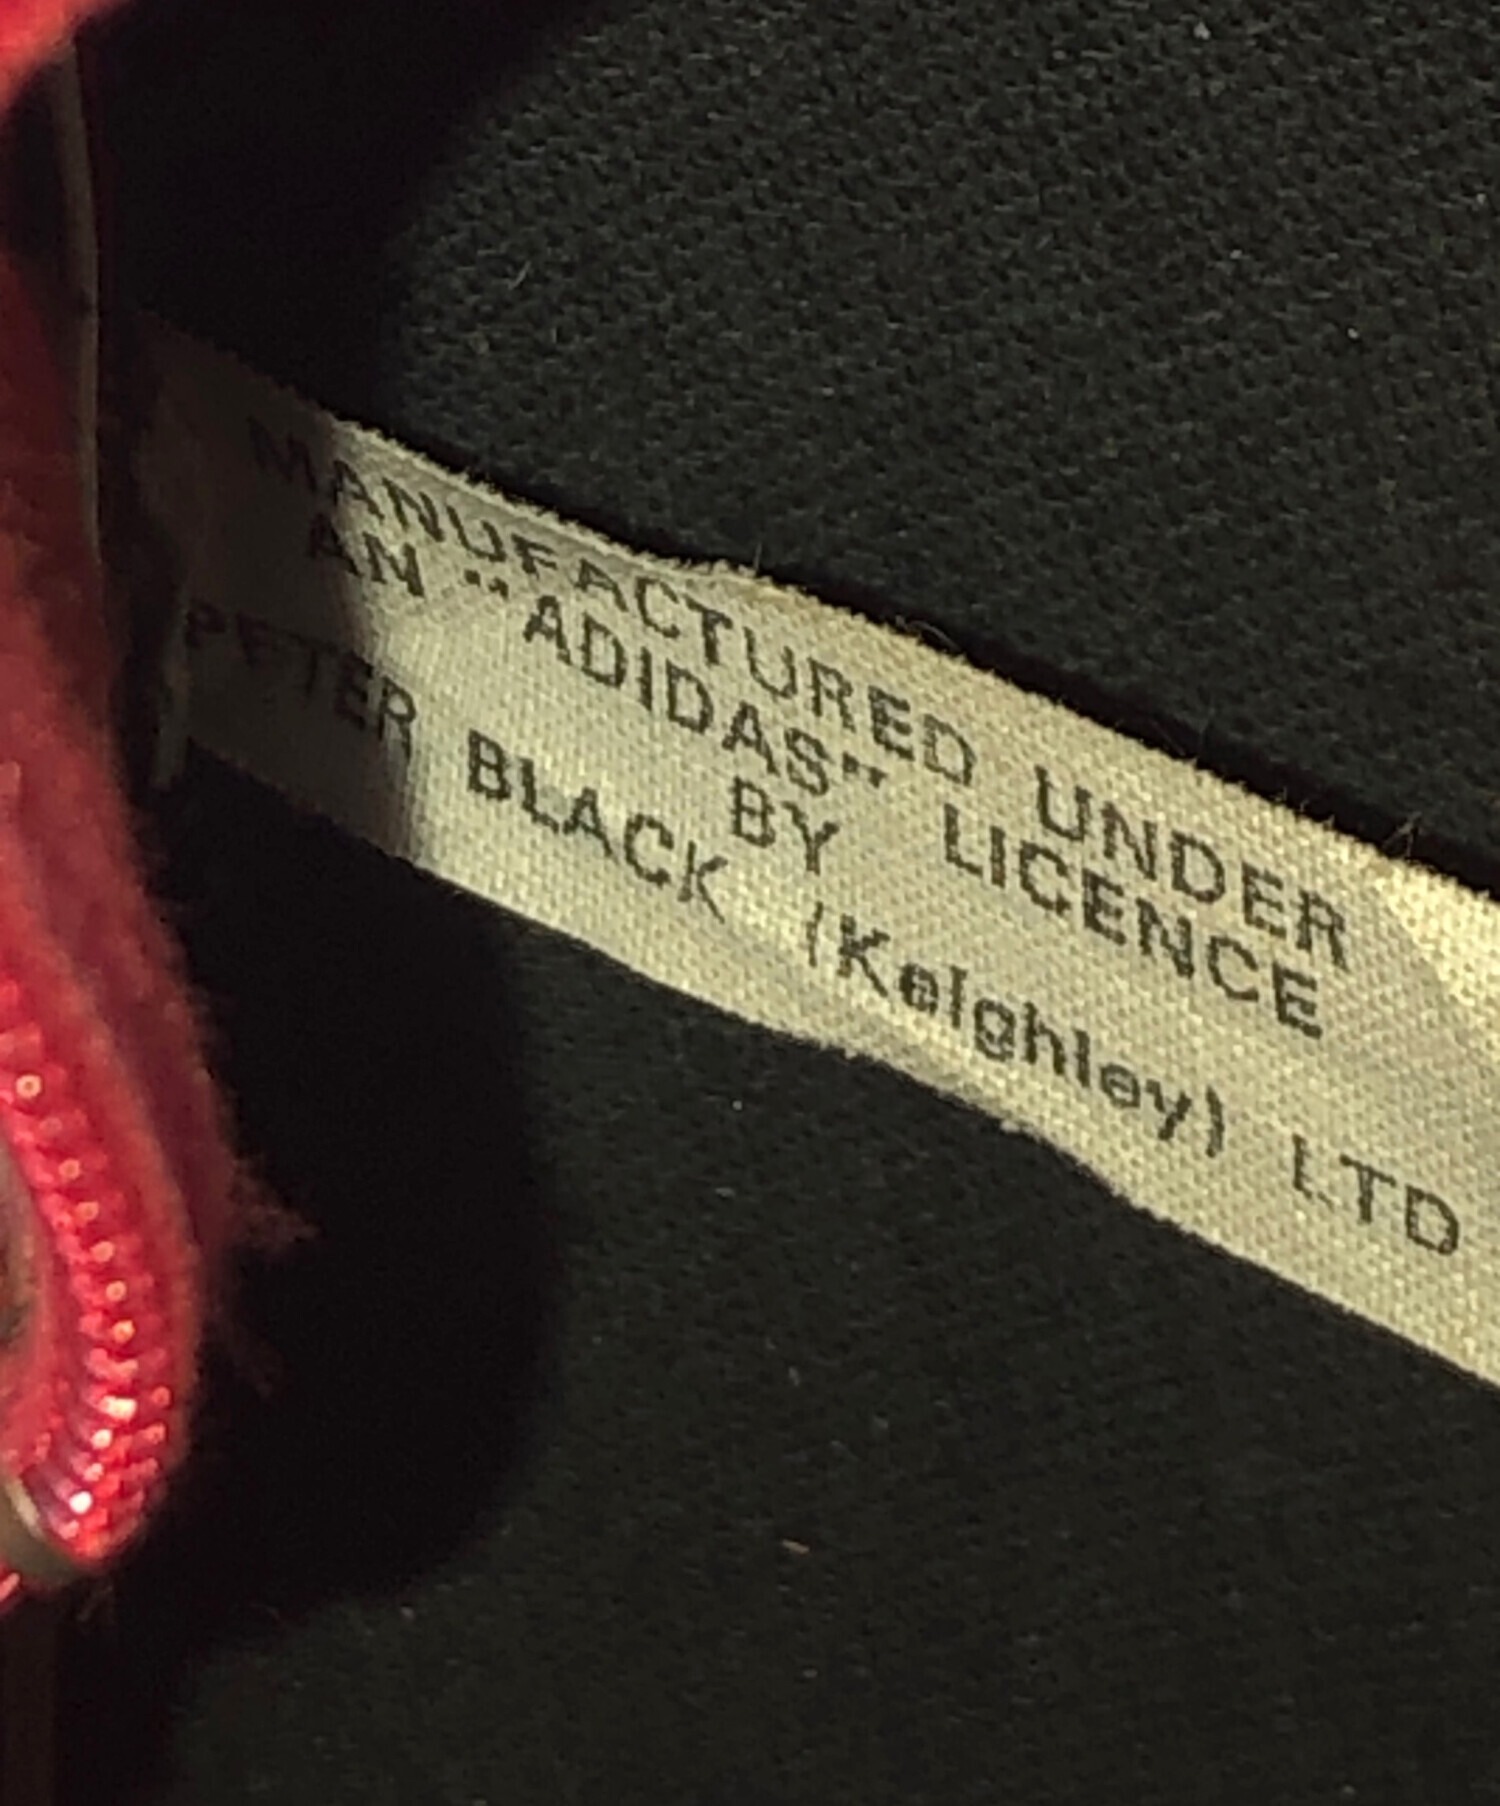 MANUFACTURED UNDER
AN "ADIDAS" LICENCE
BY
PETER BLACK (Keighley) LTD